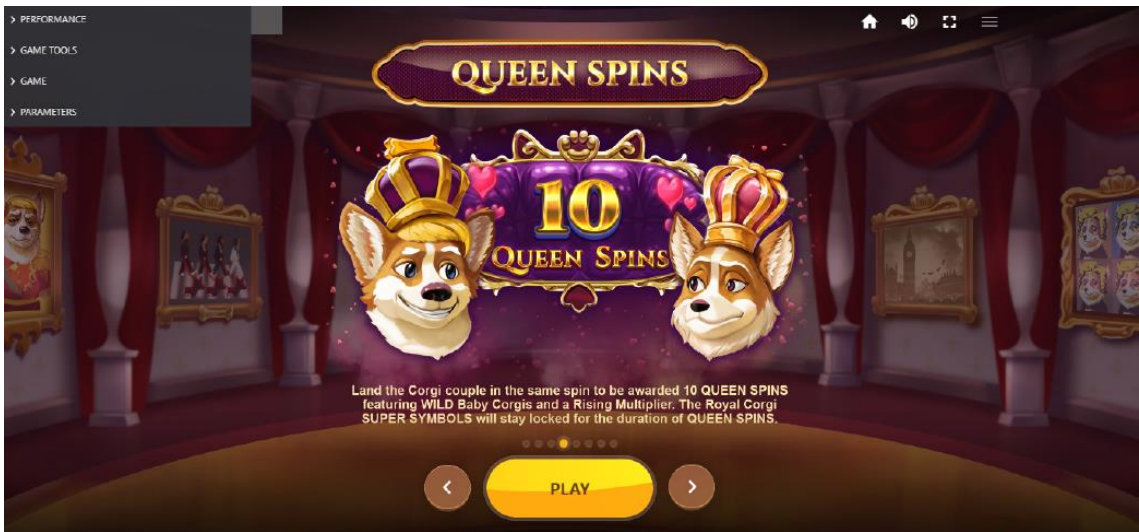 > PERFORMANCE
> GAME TOOLS
> GAME
> PARAMETERS
QUEEN SPINS
10
QUEEN SPINS
Land the Corgi couple in the same spin to be awarded 10 QUEEN SPINS
featuring WILD Baby Corgis and a Rising Multiplier. The Royal Corgi
SUPER SYMBOLS will stay locked for the duration of QUEEN SPINS.
PLAY